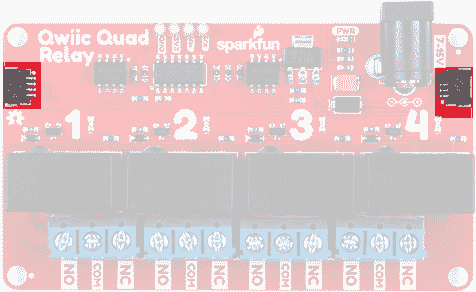 Qwiic Quad
Relay
sparkfun
PWR
7-15V
1 2 3 4
NO COM NC NO COM NC NO COM NC NO COM NC